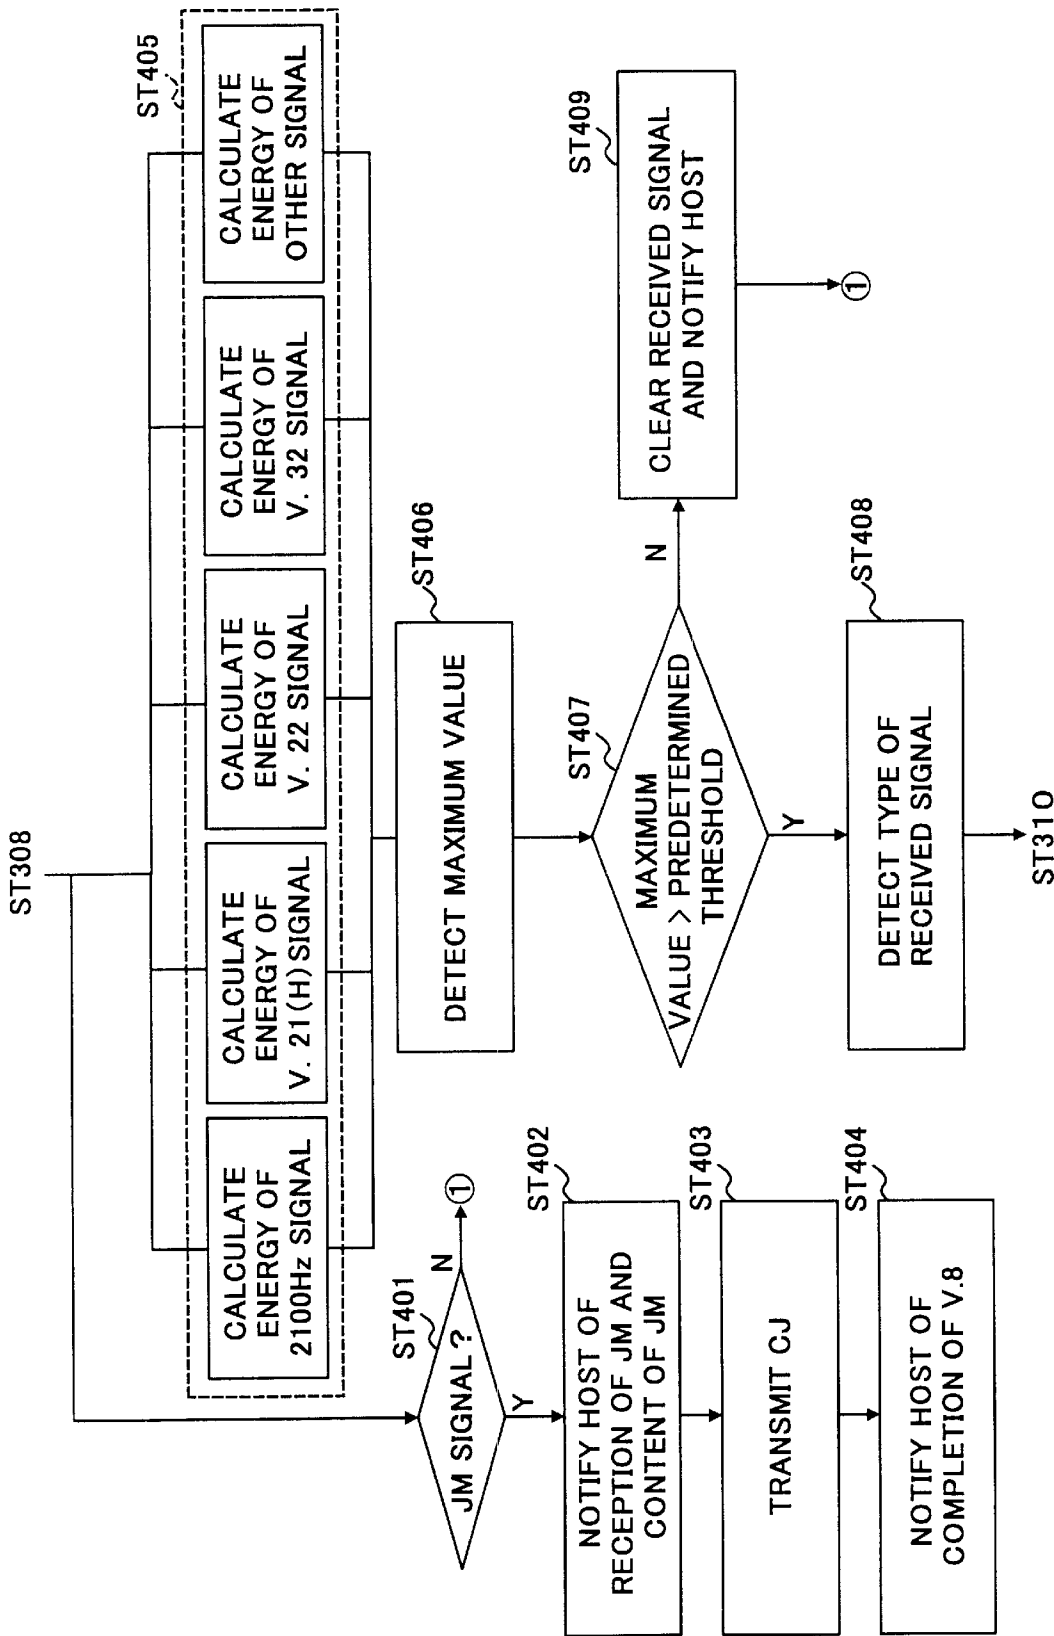 ST308
ST405
CALCULATE
ENERGY OF
2100Hz SIGNAL
CALCULATE
ENERGY OF
V. 21(H) SIGNAL
CALCULATE
ENERGY OF
V. 22 SIGNAL
CALCULATE
ENERGY OF
V. 32 SIGNAL
CALCULATE
ENERGY OF
OTHER SIGNAL
ST401
JM SIGNAL?
N
①
Y
ST402
NOTIFY HOST OF
RECEPTION OF JM AND
CONTENT OF JM
ST403
TRANSMIT CJ
ST404
NOTIFY HOST OF
COMPLETION OF V.8
ST406
DETECT MAXIMUM VALUE
ST407
MAXIMUM
VALUE > PREDETERMINED
THRESHOLD
N
Y
ST409
CLEAR RECEIVED SIGNAL
AND NOTIFY HOST
①
ST408
DETECT TYPE OF
RECEIVED SIGNAL
ST310